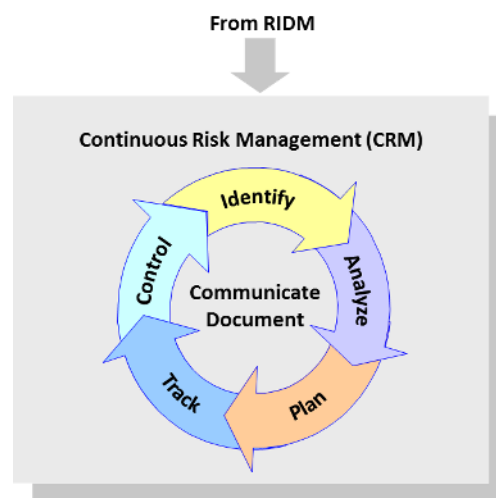 From RIDM
Continuous Risk Management (CRM)
Identify
Analyze
Plan
Track
Control
Communicate
Document